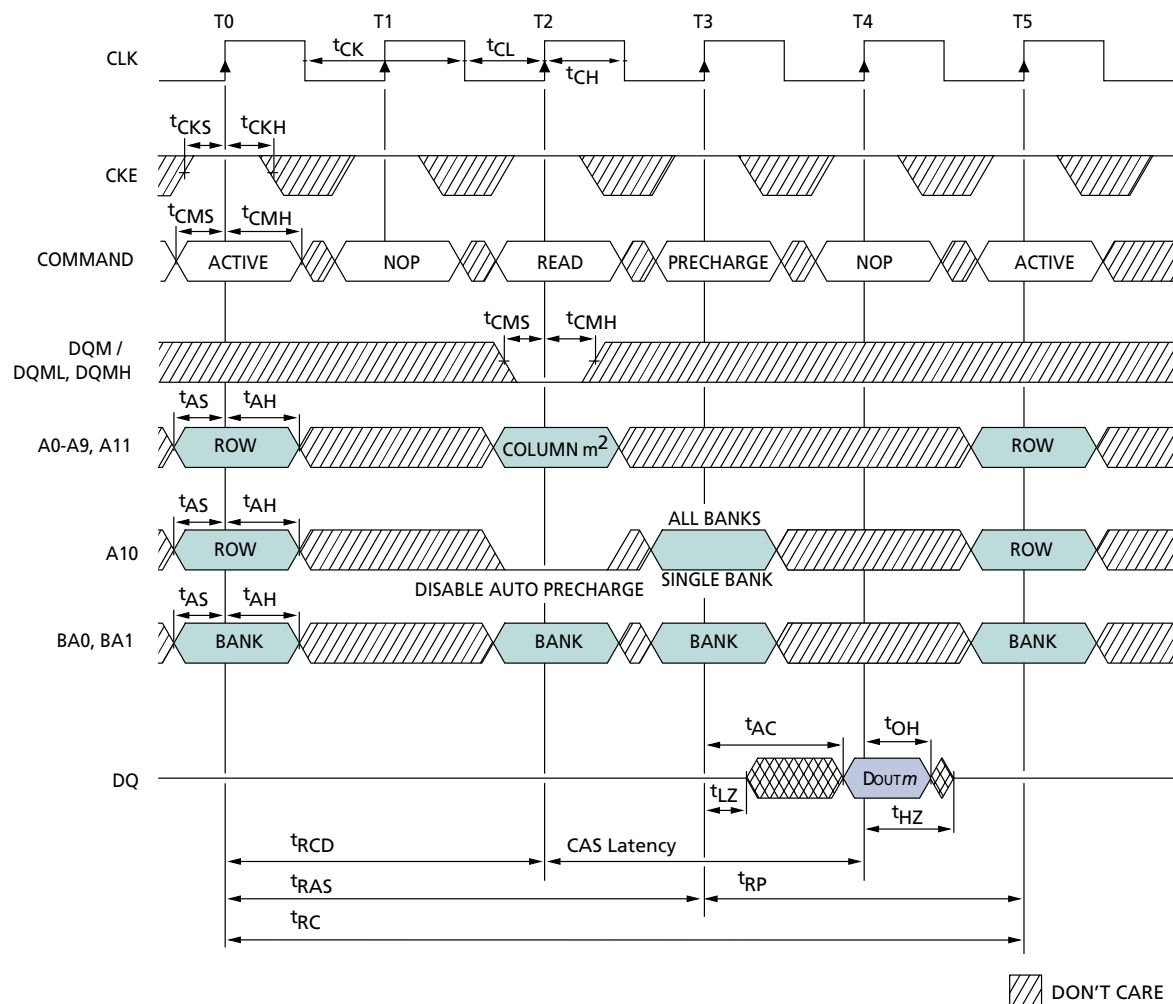 T0 T1 T2 T3 T4 T5
CLK
tCK tCL
tCH
tCKS tCKH
CKE
tCMS tCMH
COMMAND ACTIVE NOP READ PRECHARGE NOP ACTIVE
tCMS tCMH
DQM /
DQML, DQMH
tAS tAH
A0-A9, A11 ROW COLUMN m2 ROW
tAS tAH
ALL BANKS
A10 ROW ROW
DISABLE AUTO PRECHARGE SINGLE BANK
tAS tAH
BA0, BA1 BANK BANK BANK BANK
tAC tOH
DQ DOUTm
tLZ
tHZ
tRCD CAS Latency
tRAS tRP
tRC
DON'T CARE